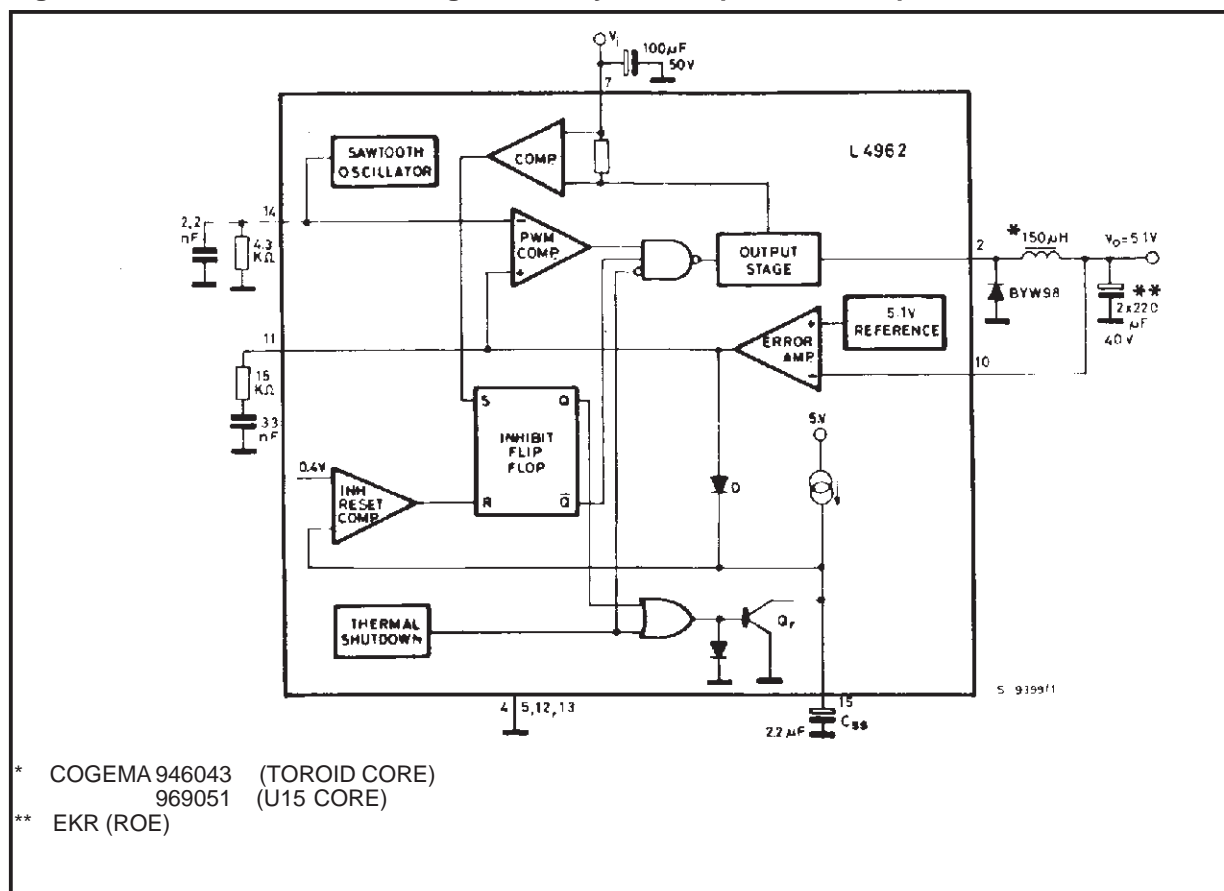 Vi
100µF
50V
7
L4962
SAWTOOTH
OSCILLATOR
COMP.
14
2,2
nF
4.3
KΩ
PWM
COMP.
−
+
OUTPUT
STAGE
2
*
150µH
Vo=5.1V
BYW98
**
2x220
µF
40V
5.1V
REFERENCE
ERROR
AMP.
+
−
10
11
15
KΩ
33
nF
S
Q
INHIBIT
FLIP
FLOP
R
Q̅
0.4V
INH
RESET
COMP.
D
5V
THERMAL
SHUTDOWN
Qr
4
5,12,13
15
Css
2.2µF
S 9399/1
* COGEMA 946043 (TOROID CORE)
969051 (U15 CORE)
** EKR (ROE)